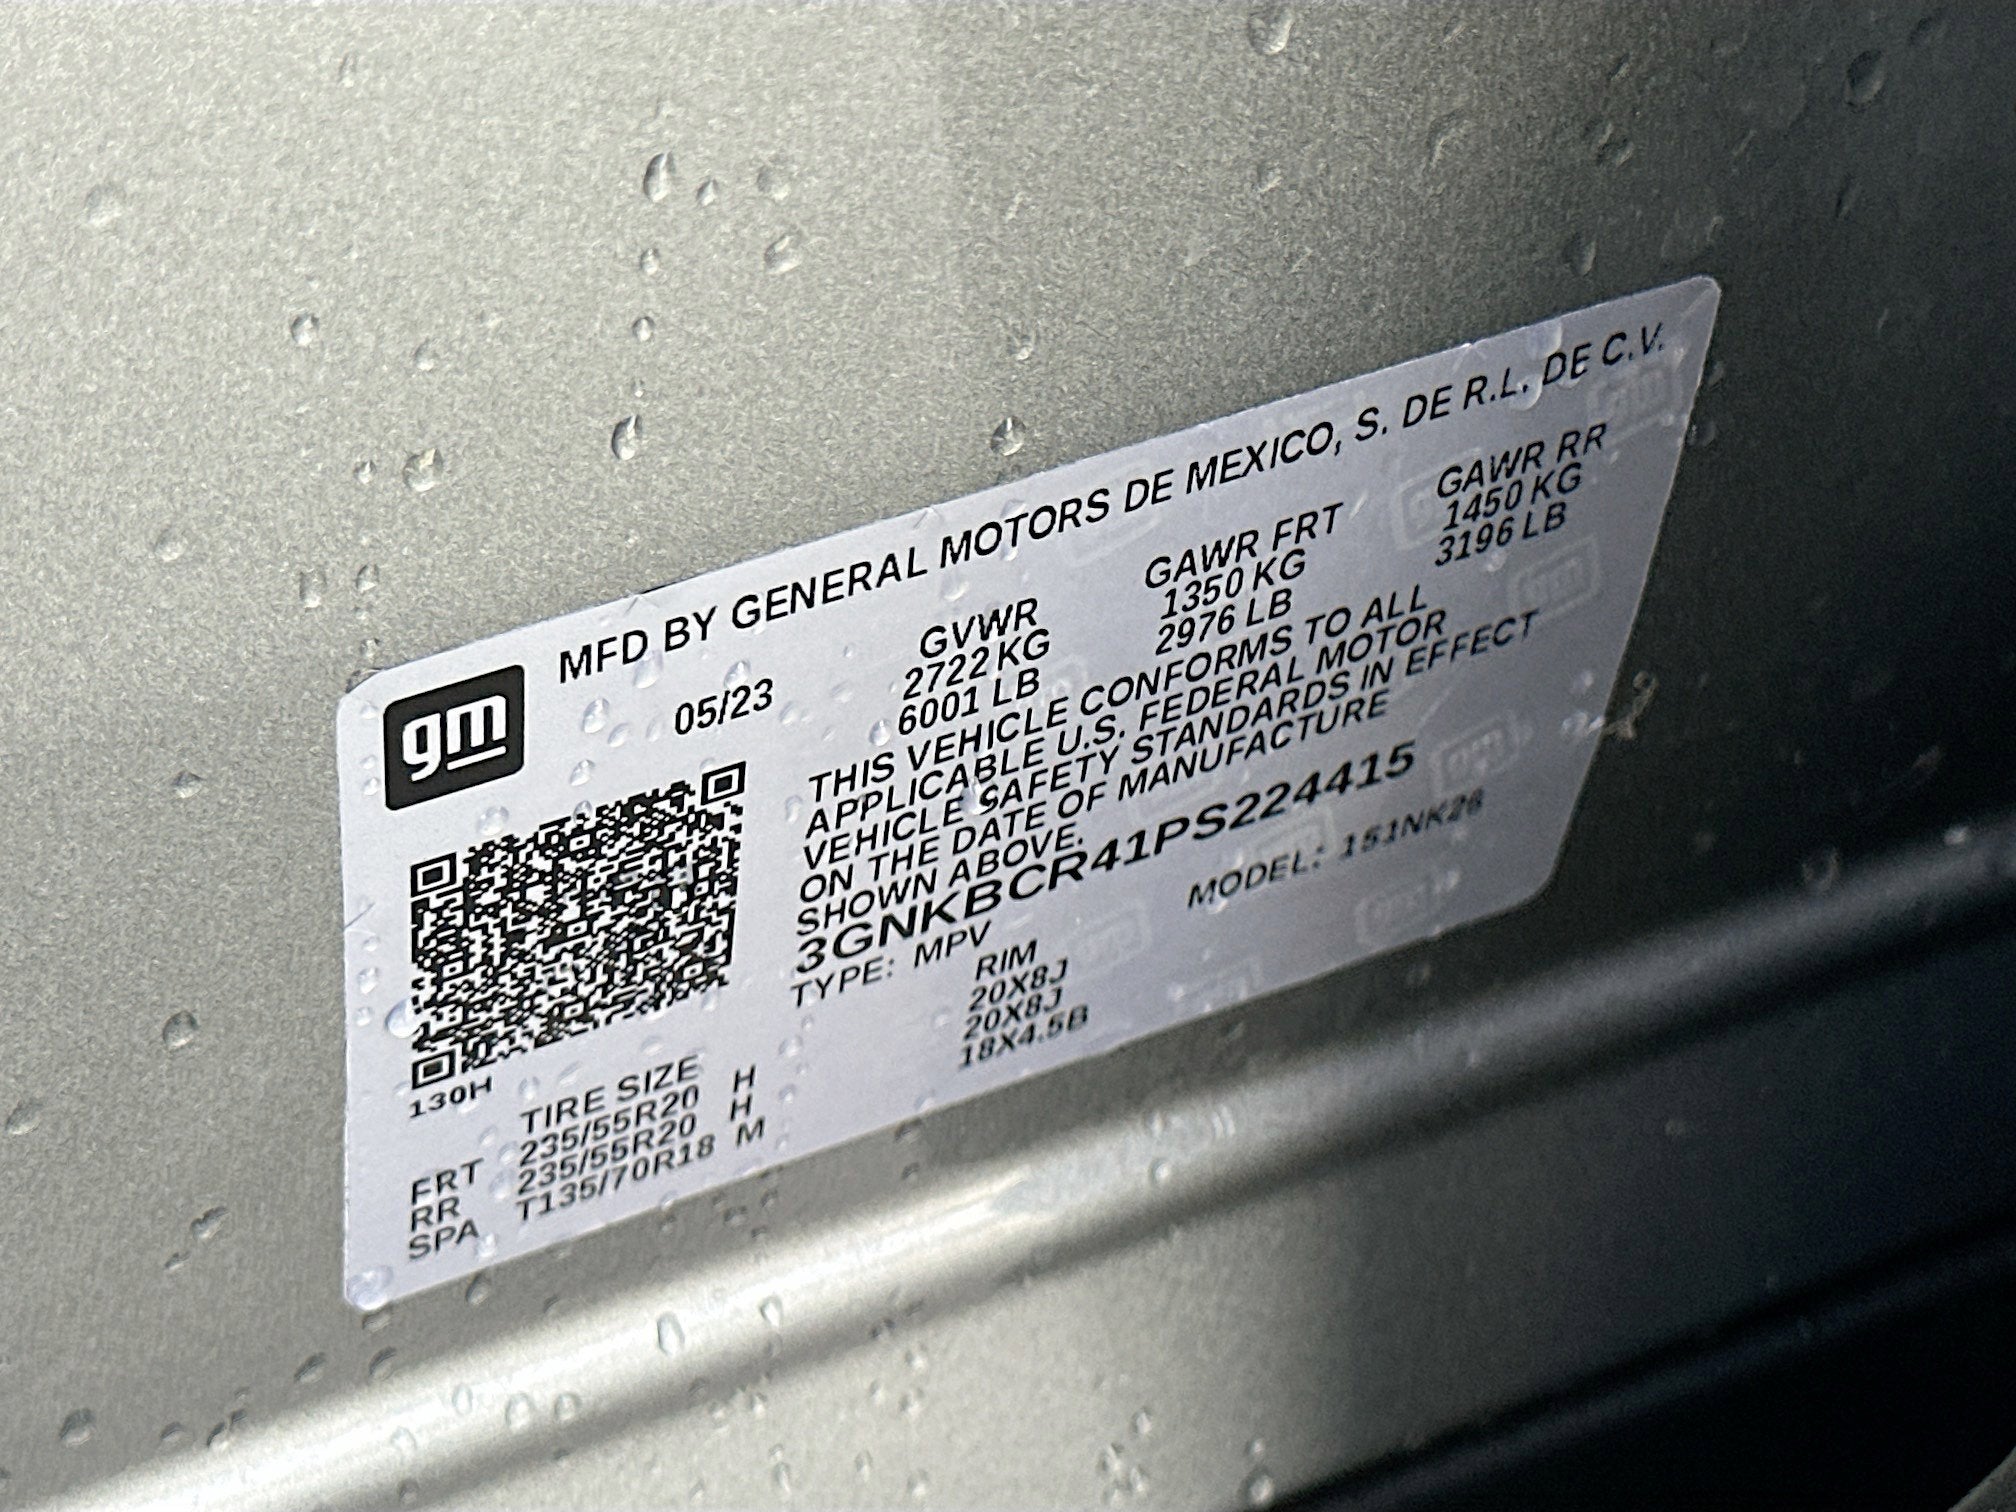 gm
MFD BY GENERAL MOTORS DE MEXICO, S. DE R.L. DE C.V.
05/23
GVWR GAWR FRT GAWR RR
2722 KG 1350 KG 1450 KG
6001 LB 2976 LB 3196 LB
THIS VEHICLE CONFORMS TO ALL
APPLICABLE U.S. FEDERAL MOTOR
VEHICLE SAFETY STANDARDS IN EFFECT
ON THE DATE OF MANUFACTURE
SHOWN ABOVE.
3GNKBCR41PS224415
TYPE: MPV MODEL: 151NK26
130H
TIRE SIZE RIM
FRT 235/55R20 H 20X8J
RR 235/55R20 H 20X8J
SPA T135/70R18 M 18X4.5B